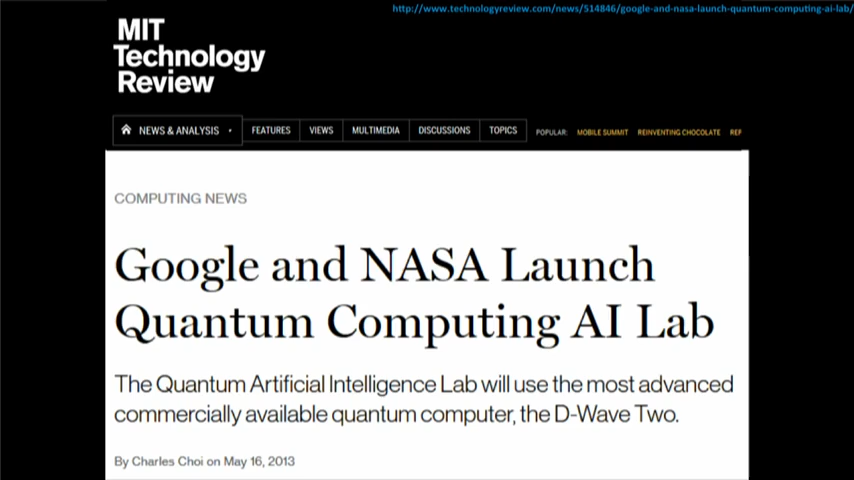 http://www.technologyreview.com/news/514846/google-and-nasa-launch-quantum-computing-ai-lab/
MIT
Technology
Review
NEWS & ANALYSIS FEATURES VIEWS MULTIMEDIA DISCUSSIONS TOPICS POPULAR: MOBILE SUMMIT REINVENTING CHOCOLATE REF
COMPUTING NEWS
Google and NASA Launch
Quantum Computing AI Lab
The Quantum Artificial Intelligence Lab will use the most advanced
commercially available quantum computer, the D-Wave Two.
By Charles Choi on May 16, 2013